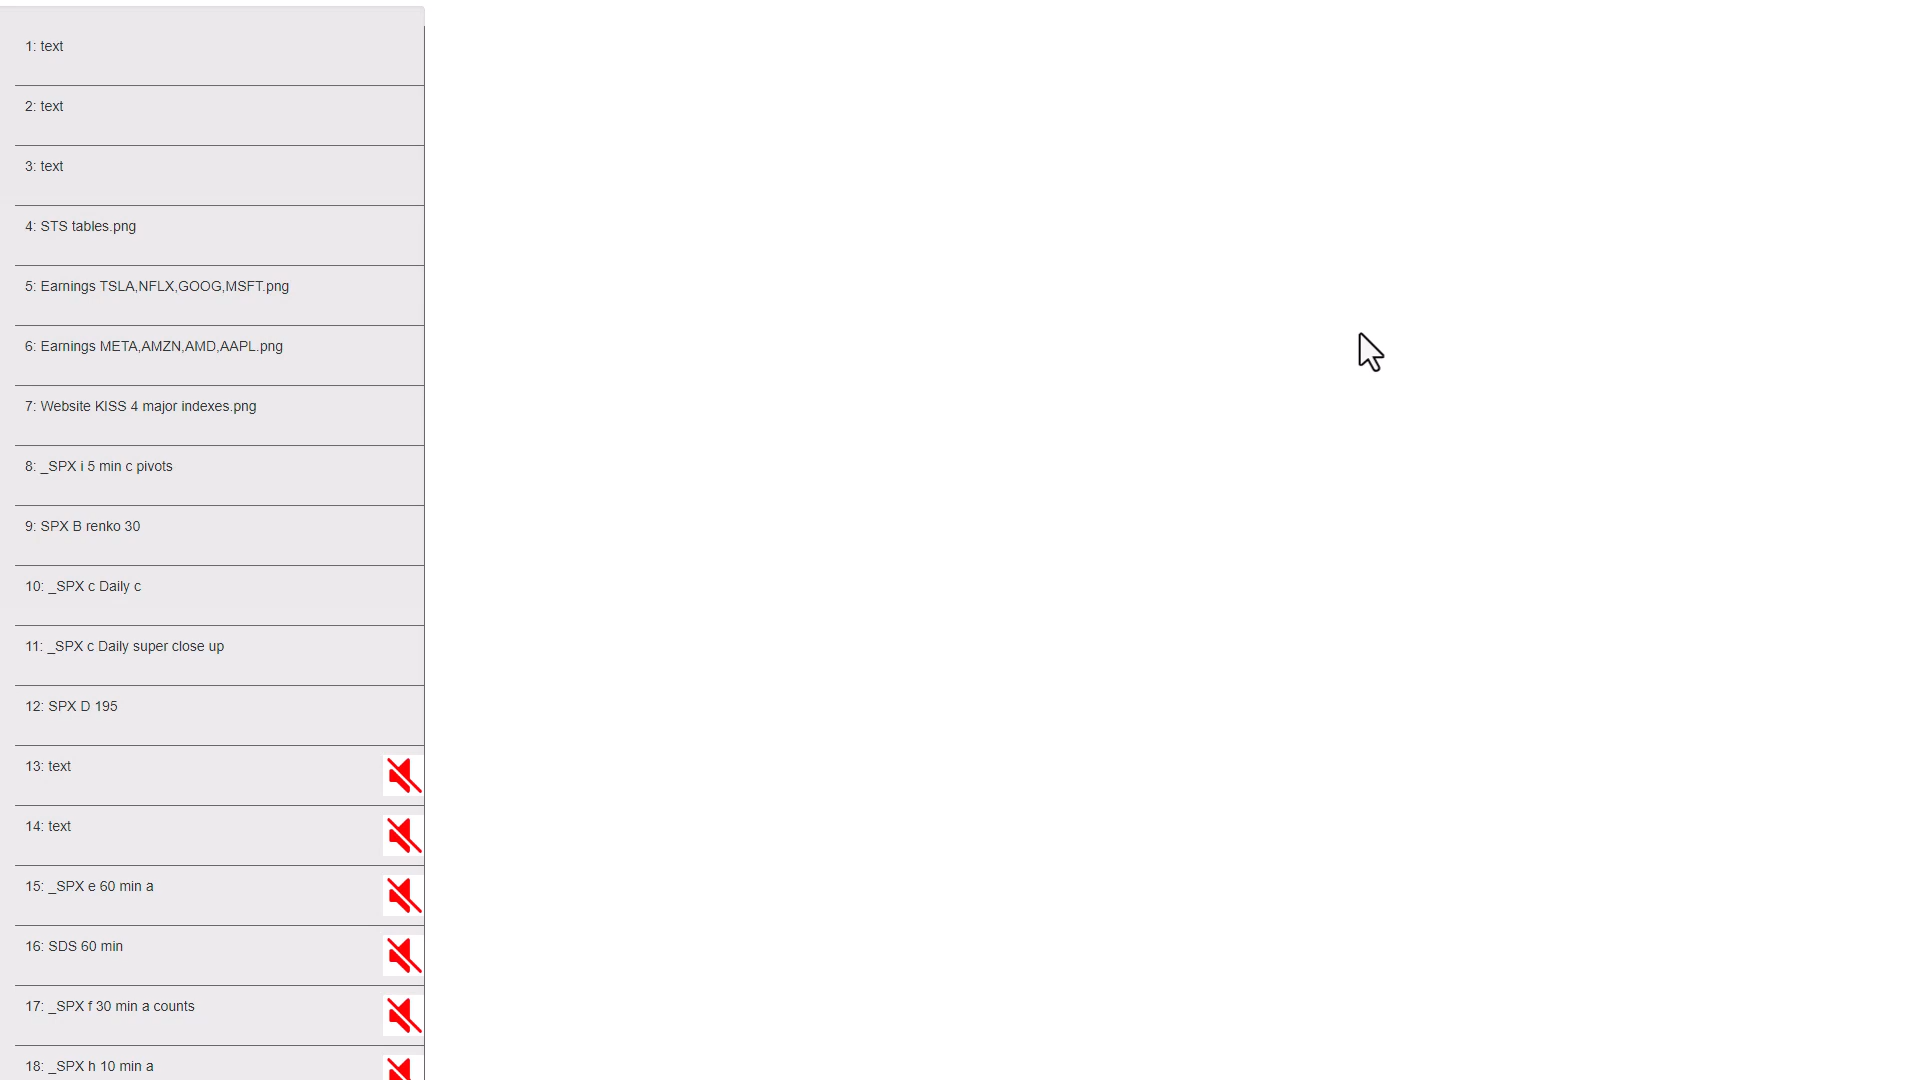 1: text
2: text
3: text
4: STS tables.png
5: Earnings TSLA,NFLX,GOOG,MSFT.png
6: Earnings META,AMZN,AMD,AAPL.png
7: Website KISS 4 major indexes.png
8: _SPX i 5 min c pivots
9: SPX B renko 30
10: _SPX c Daily c
11: _SPX c Daily super close up
12: SPX D 195
13: text
14: text
15: _SPX e 60 min a
16: SDS 60 min
17: _SPX f 30 min a counts
18: _SPX h 10 min a